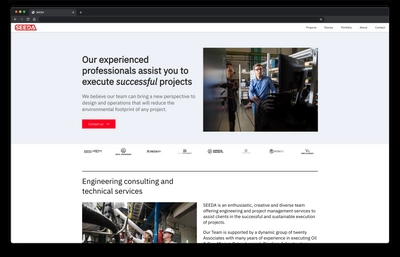 SEEDA
SEEDA
Projects
Stories
Portfolio
About
Contact
Our experienced
professionals assist you to
execute successful projects
We believe our team can bring a new perspective to
design and operations that will reduce the
environmental footprint of any project.
Contact us
Engineering consulting and
technical services
SEEDA is an enthusiastic, creative and diverse team
offering engineering and project management services to
assist clients in the successful and sustainable execution
of projects.
Our Team is supported by a dynamic group of twenty
Associates with many years of experience in executing Oil